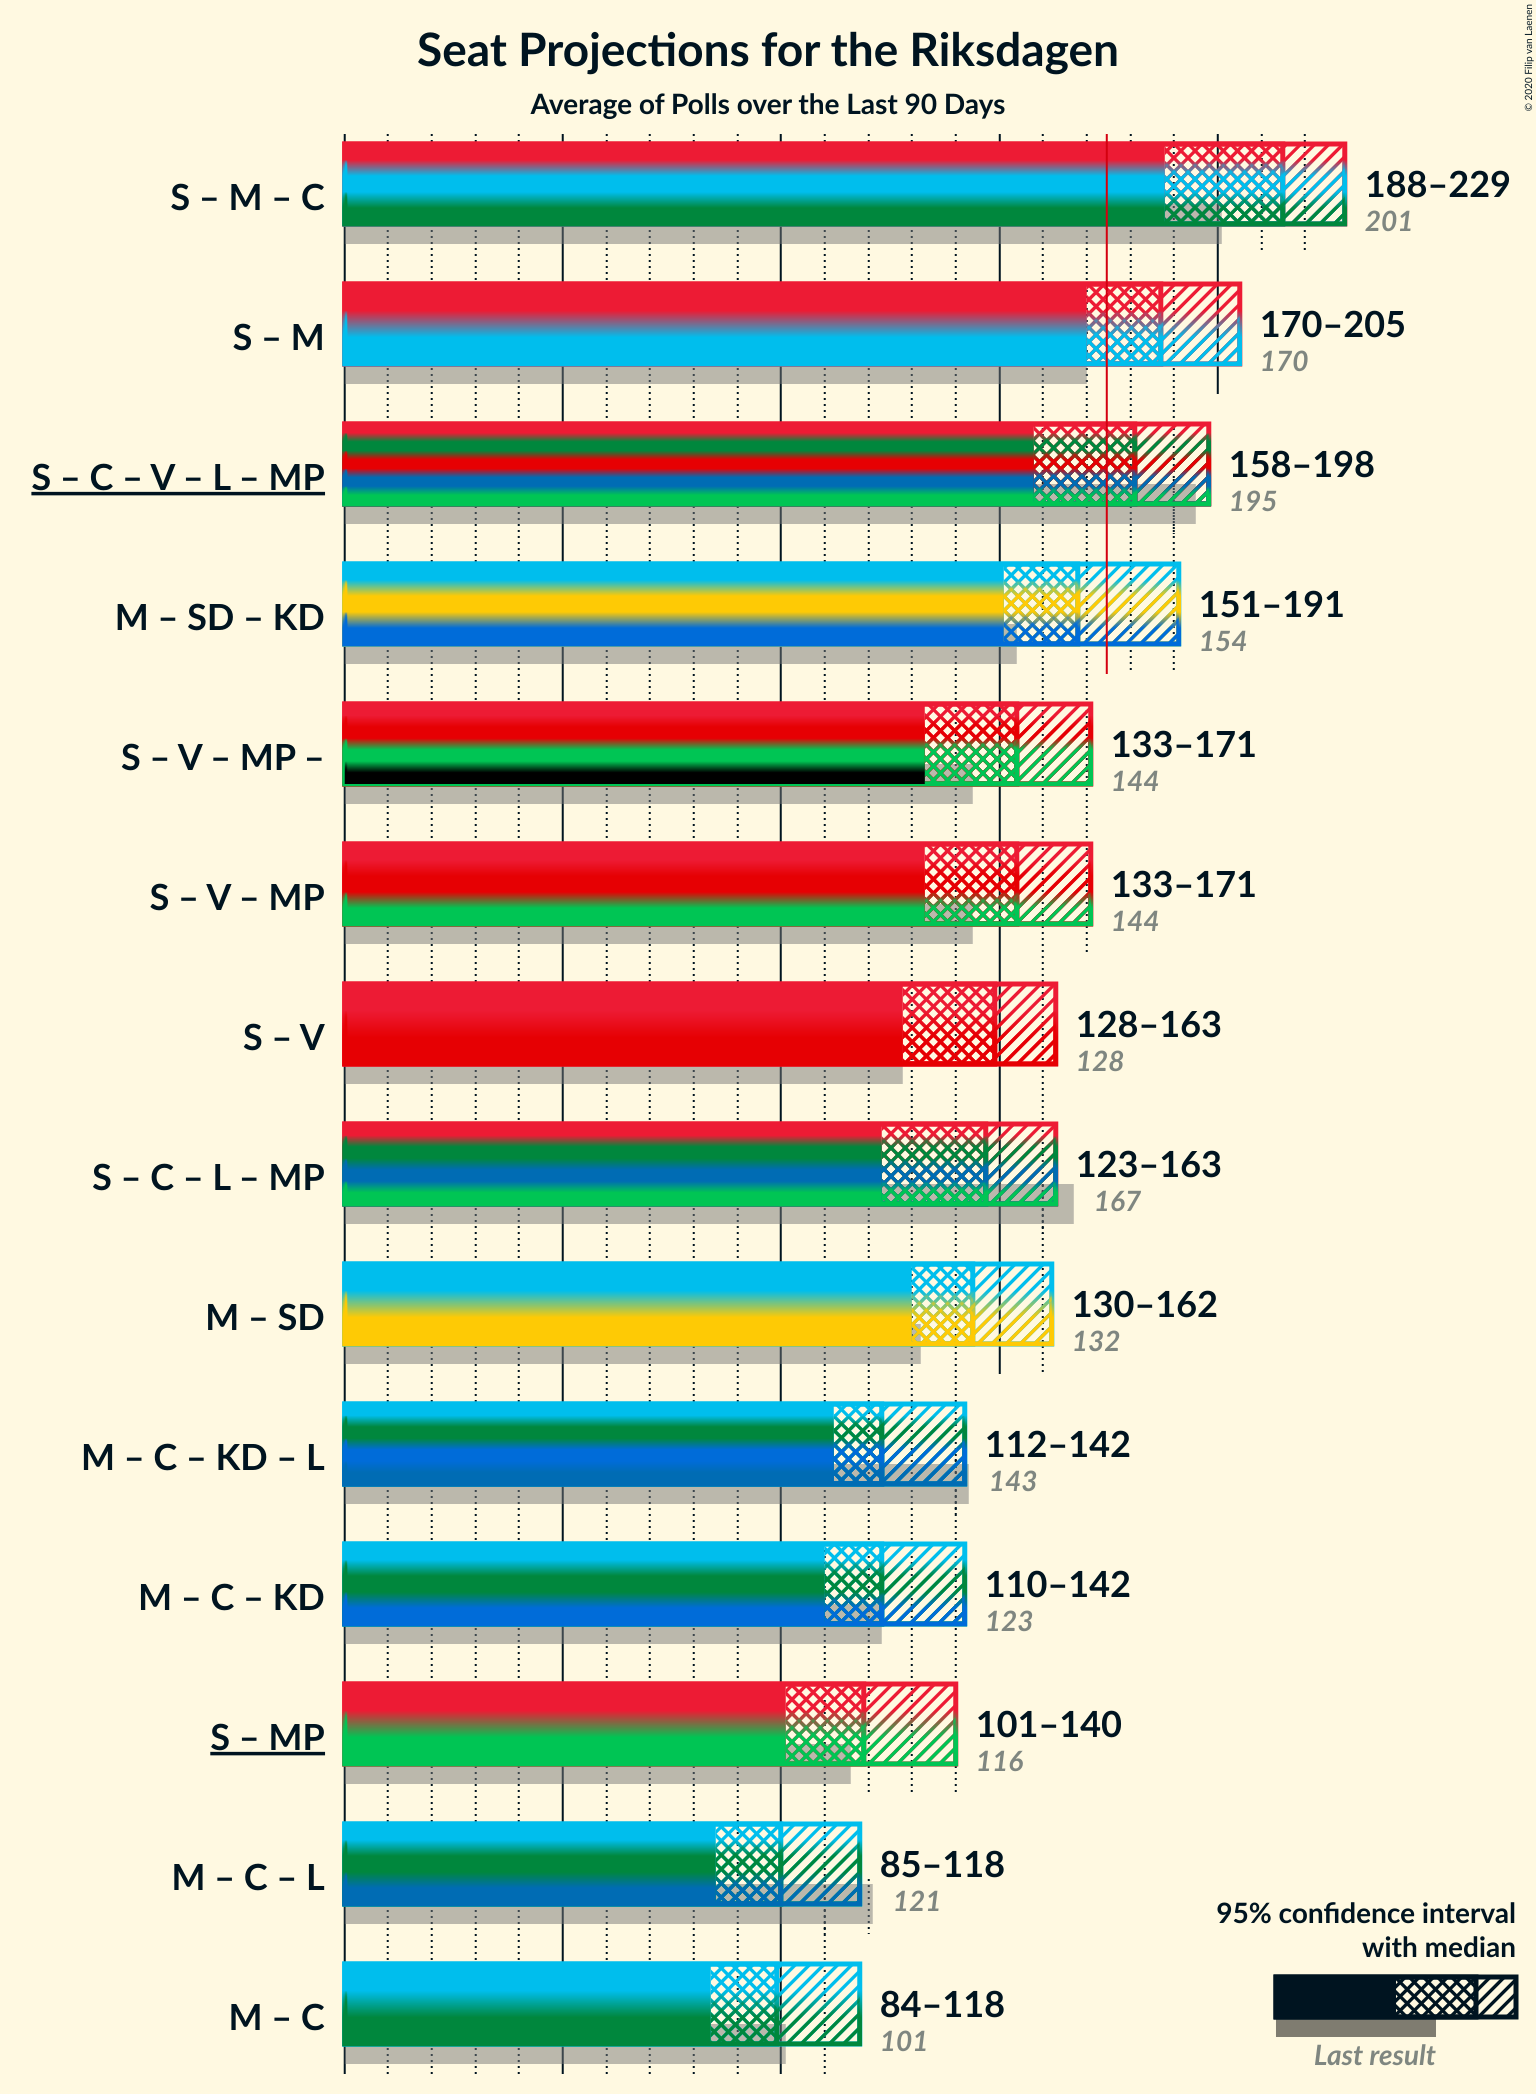 Seat Projections for the Riksdagen
Average of Polls over the Last 90 Days
© 2020 Filip van Laenen
S – M – C
188–229
201
S – M
170–205
170
S – C – V – L – MP
158–198
195
M – SD – KD
151–191
154
S – V – MP –
133–171
144
S – V – MP
133–171
144
S – V
128–163
128
S – C – L – MP
123–163
167
M – SD
130–162
132
M – C – KD – L
112–142
143
M – C – KD
110–142
123
S – MP
101–140
116
M – C – L
85–118
121
M – C
84–118
101
95% confidence interval
with median
Last result